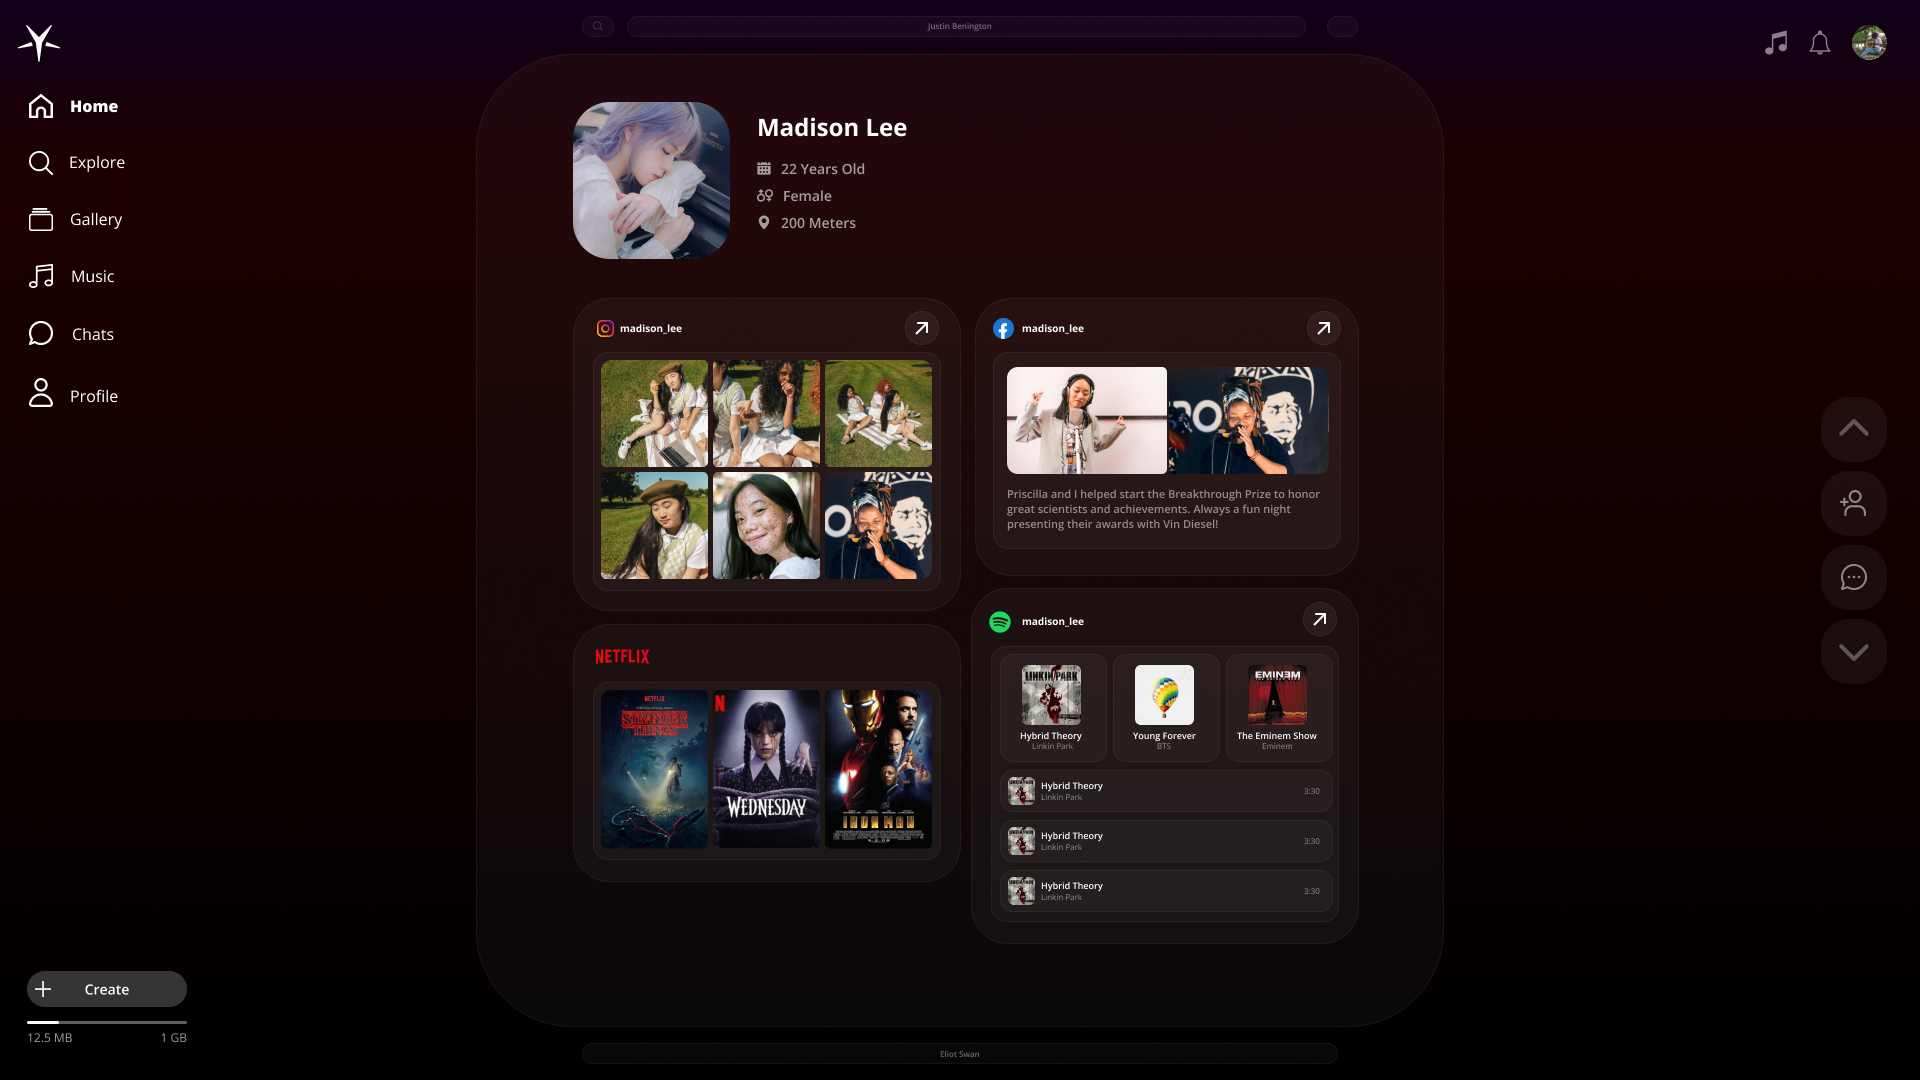 Justin Benington
Home
Explore
Gallery
Music
Chats
Profile
Madison Lee
22 Years Old
Female
200 Meters
madison_lee
madison_lee
Priscilla and I helped start the Breakthrough Prize to honor
great scientists and achievements. Always a fun night
presenting their awards with Vin Diesel!
NETFLIX
NETFLIX
STRANGER
THINGS
N
WEDNESDAY
IRON MAN
madison_lee
LINKIN PARK
Hybrid Theory
Linkin Park
Young Forever
BTS
EMINEM
The Eminem Show
Eminem
Hybrid Theory
Linkin Park
3:30
Hybrid Theory
Linkin Park
3:30
Hybrid Theory
Linkin Park
3:30
Create
12.5 MB
1 GB
Eliot Swan